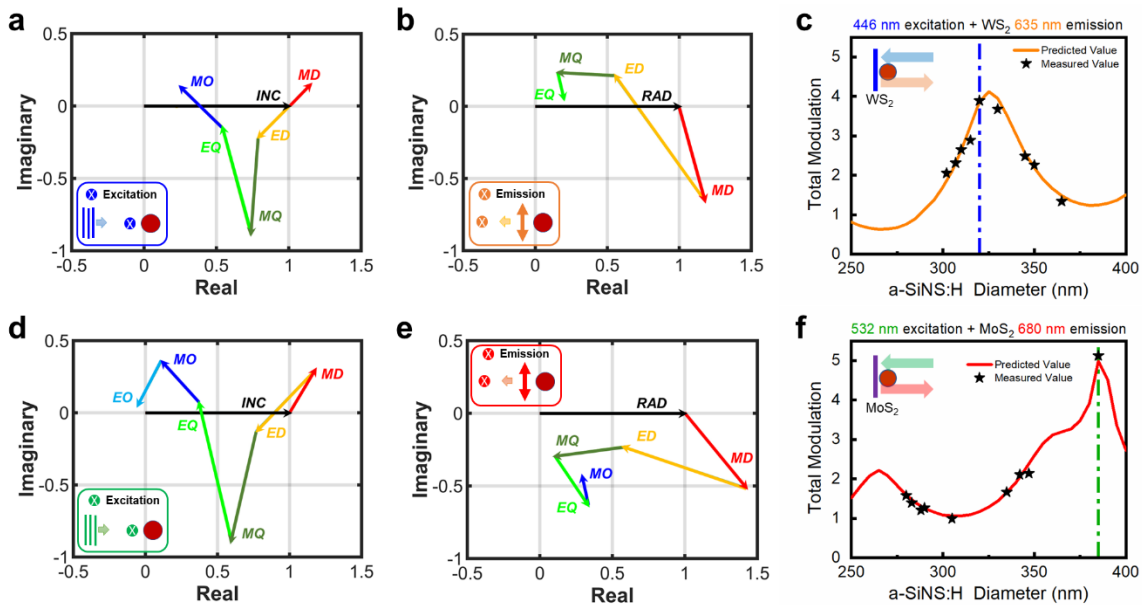 a
0.5
0
-0.5
-1
Imaginary
-0.5
0
0.5
1
1.5
Real
MO
MD
INC
ED
EQ
MQ
X Excitation
X
b
0.5
0
-0.5
-1
Imaginary
-0.5
0
0.5
1
1.5
Real
MQ
ED
EQ
RAD
MD
X Emission
X
c
446 nm excitation + WS2 635 nm emission
5
4
3
2
1
0
Total Modulation
Predicted Value
Measured Value
WS2
250
300
350
400
a-SiNS:H Diameter (nm)
d
0.5
0
-0.5
-1
Imaginary
-0.5
0
0.5
1
1.5
Real
MO
EO
INC
MD
EQ
ED
MQ
X Excitation
X
X
e
0.5
0
-0.5
-1
Imaginary
-0.5
0
0.5
1
1.5
Real
X Emission
X
RAD
MQ
ED
MD
MO
EQ
f
532 nm excitation + MoS2 680 nm emission
5
4
3
2
1
0
Total Modulation
Predicted Value
Measured Value
MoS2
250
300
350
400
a-SiNS:H Diameter (nm)